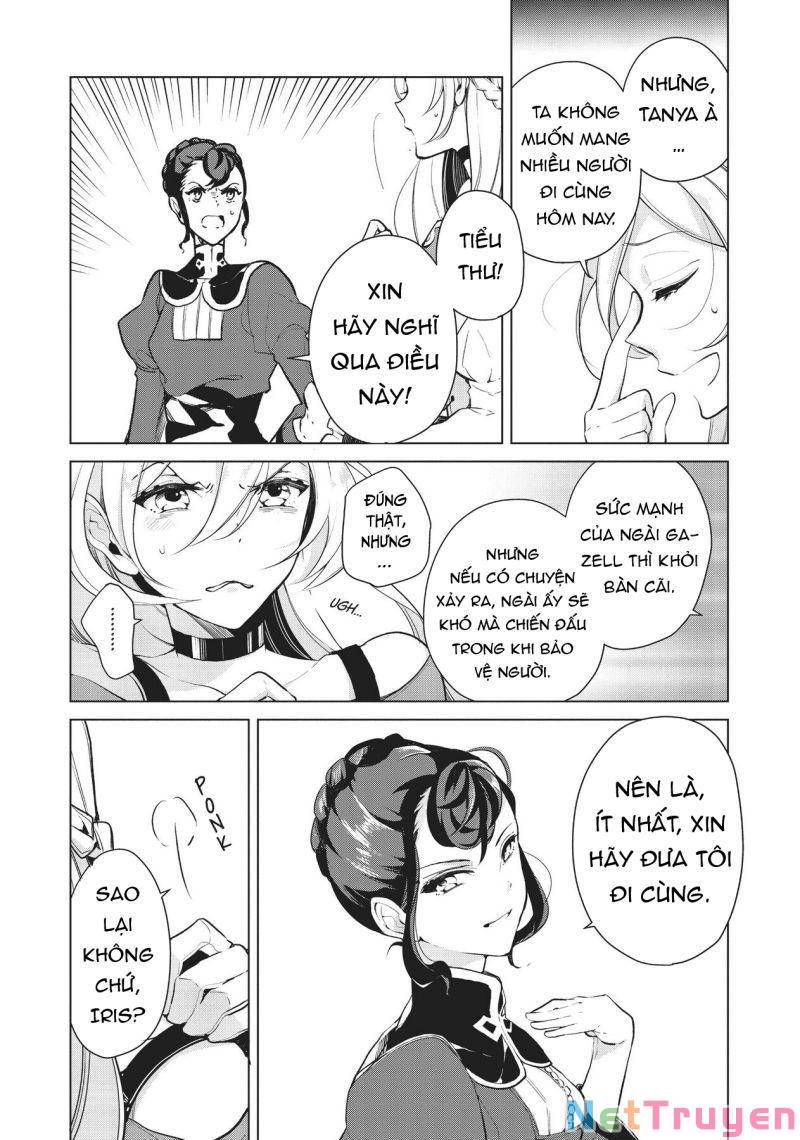 NHƯNG,
TANYA À
...
TA KHÔNG
MUỐN MANG
NHIỀU NGƯỜI
ĐI CÙNG
HÔM NAY.
TIỂU
THƯ!
XIN
HÃY NGHĨ
QUA ĐIỀU
NÀY!
SỨC MẠNH
CỦA NGÀI GA-
ZELL THÌ KHỎI
BÀN CÃI.
NHƯNG
NẾU CÓ CHUYỆN
XẢY RA, NGÀI ẤY SẼ
KHÓ MÀ CHIẾN ĐẤU
TRONG KHI BẢO
VỆ NGƯỜI.
ĐÚNG
THẬT,
NHƯNG
...
UGH...
......
NÊN LÀ,
ÍT NHẤT, XIN
HÃY ĐƯA TÔI
ĐI CÙNG.
PONK
SAO
LẠI
KHÔNG
CHỨ,
IRIS?
NetTruyen